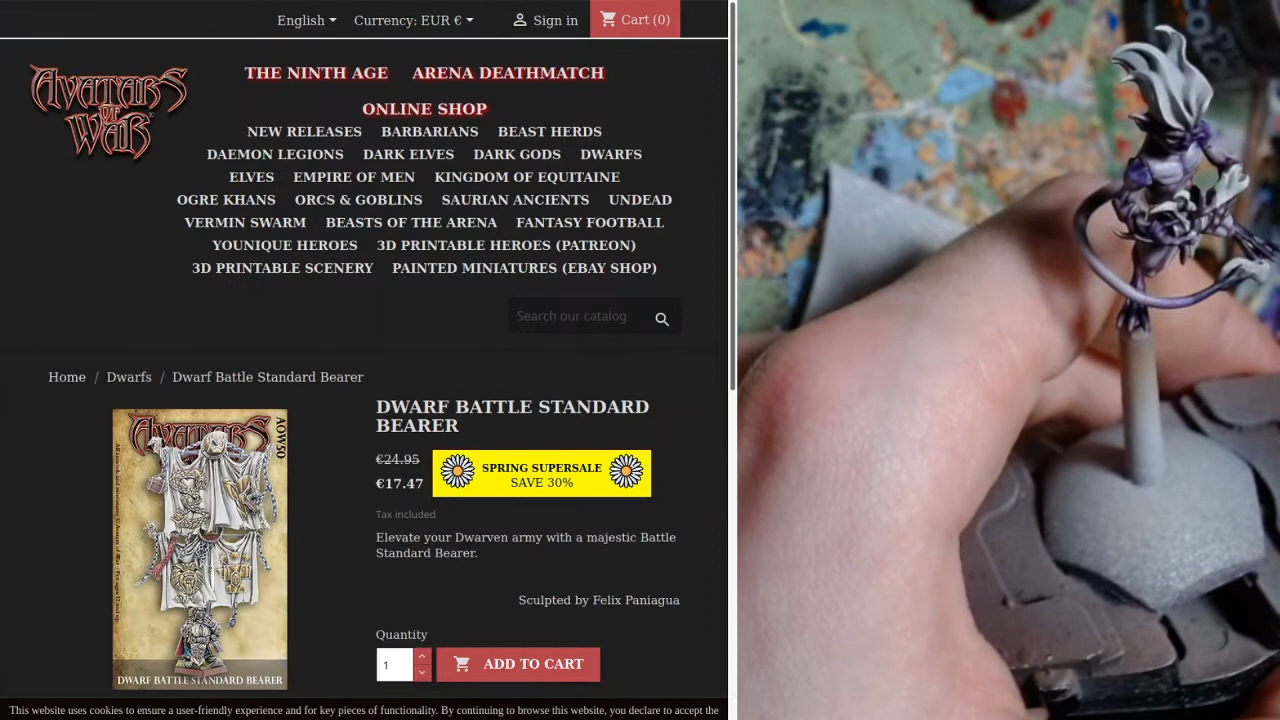 English
Currency: EUR €
Sign in
Cart (0)
AVATARS OF WAR
THE NINTH AGE ARENA DEATHMATCH
ONLINE SHOP
NEW RELEASES BARBARIANS BEAST HERDS
DAEMON LEGIONS DARK ELVES DARK GODS DWARFS
ELVES EMPIRE OF MEN KINGDOM OF EQUITAINE
OGRE KHANS ORCS & GOBLINS SAURIAN ANCIENTS UNDEAD
VERMIN SWARM BEASTS OF THE ARENA FANTASY FOOTBALL
YOUNIQUE HEROES 3D PRINTABLE HEROES (PATREON)
3D PRINTABLE SCENERY PAINTED MINIATURES (EBAY SHOP)
Search our catalog
Home / Dwarfs / Dwarf Battle Standard Bearer
AVATARS
AOW50
DWARF BATTLE STANDARD BEARER
DWARF BATTLE STANDARD
BEARER
€24.95
€17.47
SPRING SUPERSALE
SAVE 30%
Tax included
Elevate your Dwarven army with a majestic Battle
Standard Bearer.
Sculpted by Felix Paniagua
Quantity
1
ADD TO CART
This website uses cookies to ensure a user-friendly experience and for key pieces of functionality. By continuing to browse this website, you declare to accept the